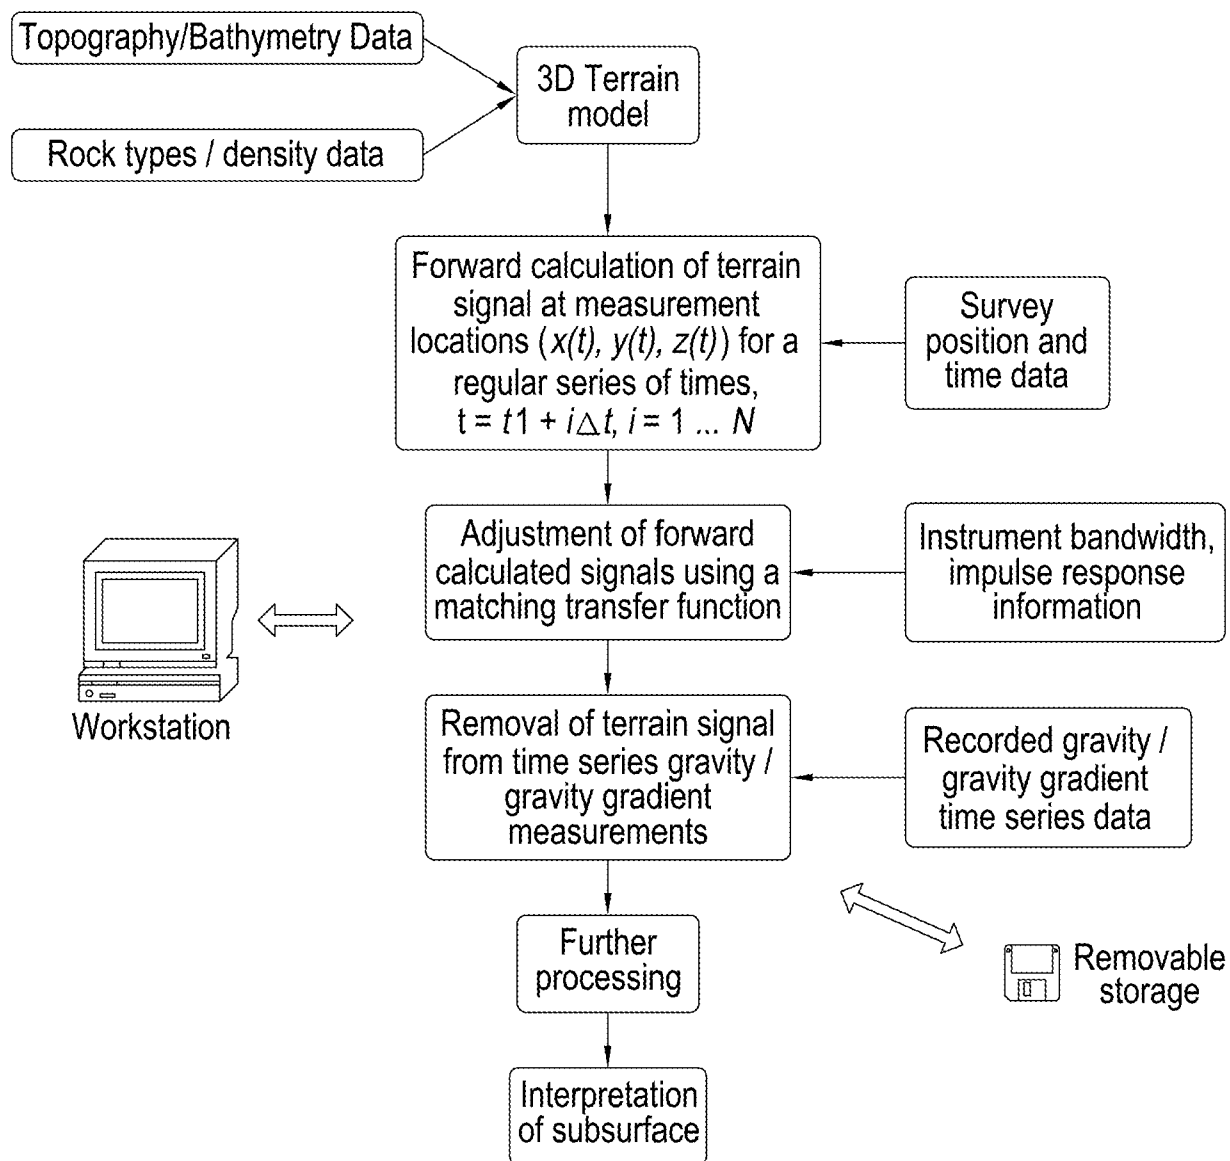 Topography/Bathymetry Data
Rock types / density data
3D Terrain
model
Forward calculation of terrain
signal at measurement
locations (x(t), y(t), z(t)) for a
regular series of times,
t = t1 + i△t, i = 1 ... N
Survey
position and
time data
Adjustment of forward
calculated signals using a
matching transfer function
Instrument bandwidth,
impulse response
information
Workstation
Removal of terrain signal
from time series gravity /
gravity gradient
measurements
Recorded gravity /
gravity gradient
time series data
Further
processing
Removable
storage
Interpretation
of subsurface